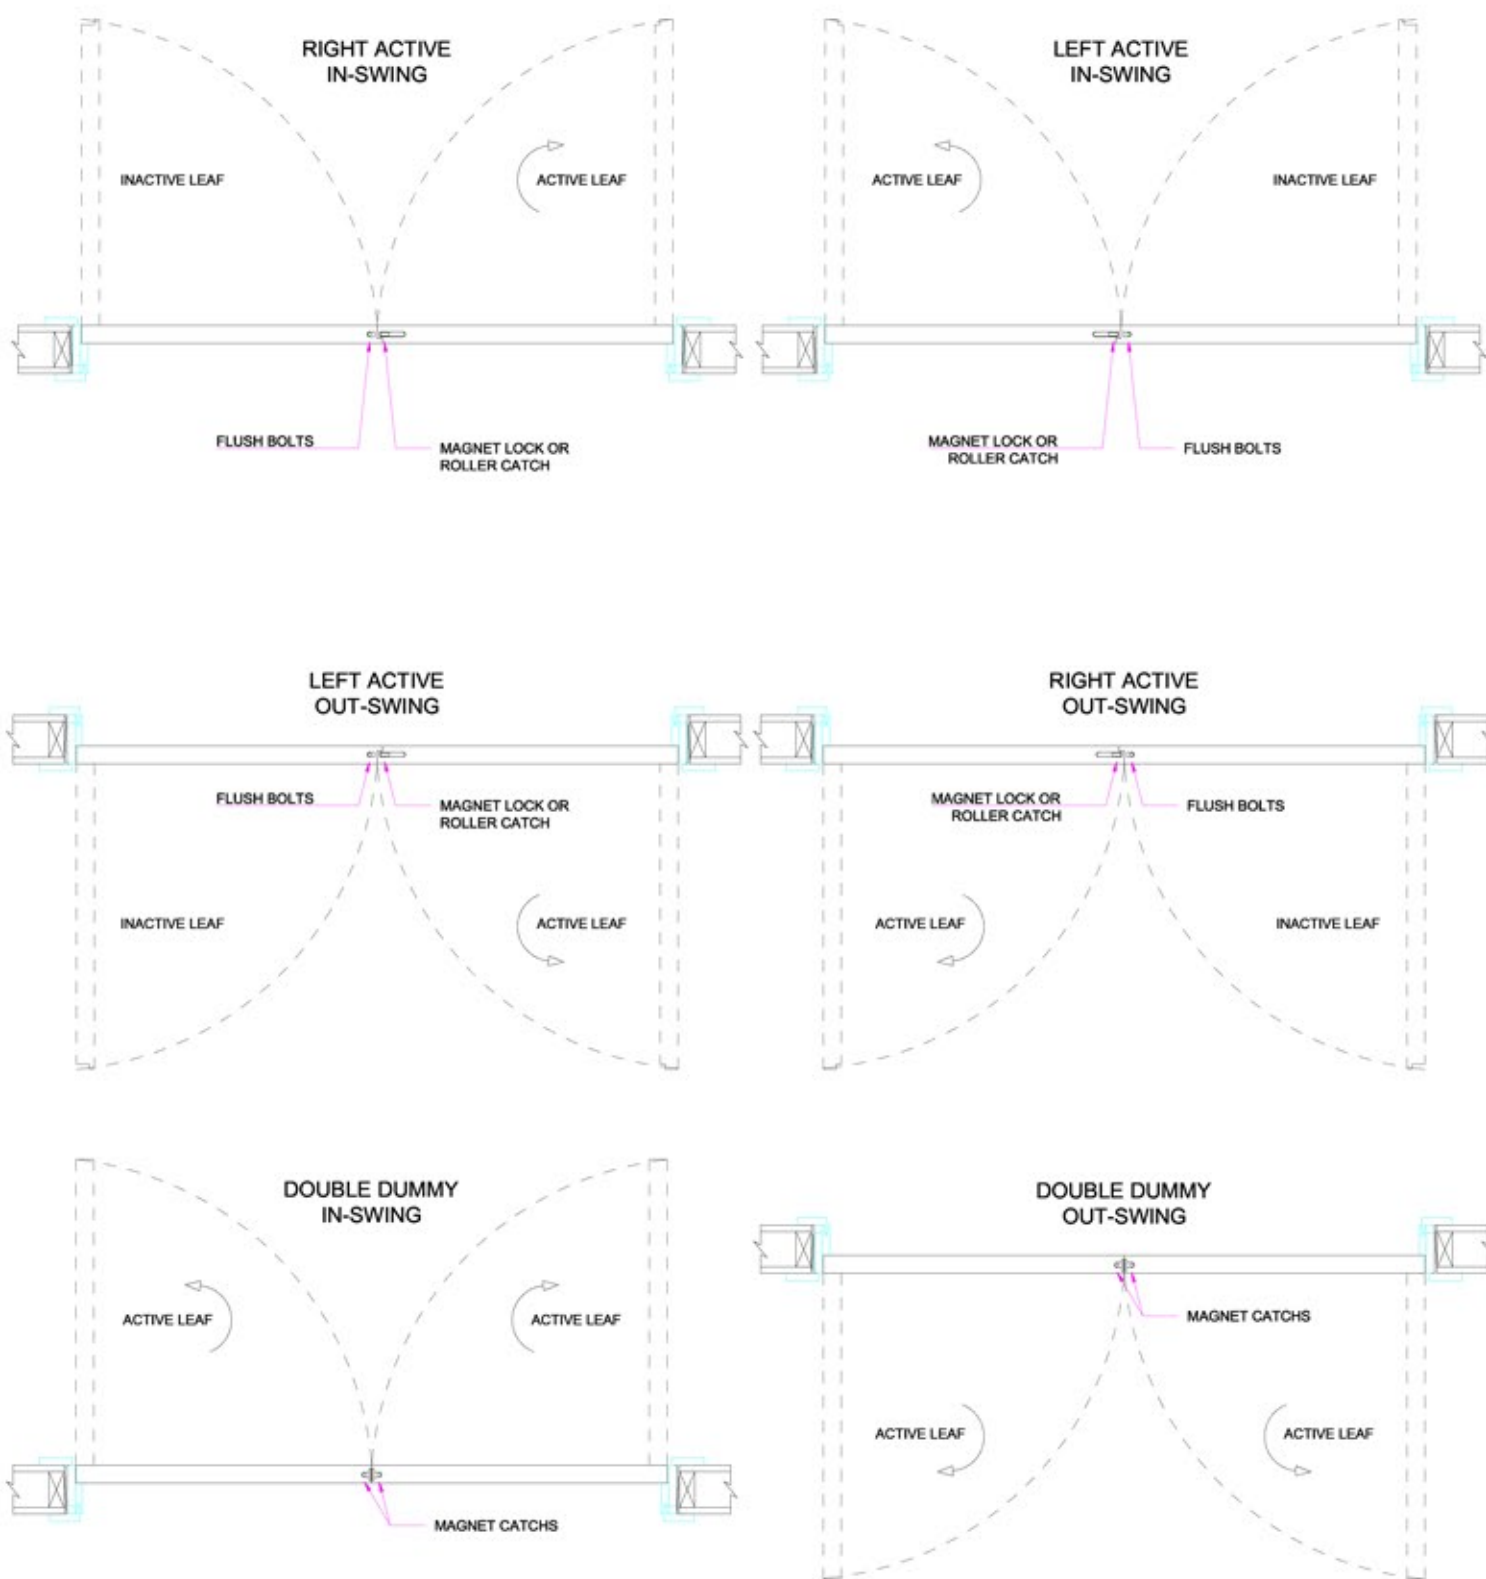 RIGHT ACTIVE
IN-SWING
INACTIVE LEAF
ACTIVE LEAF
FLUSH BOLTS
MAGNET LOCK OR
ROLLER CATCH
LEFT ACTIVE
IN-SWING
ACTIVE LEAF
INACTIVE LEAF
MAGNET LOCK OR
ROLLER CATCH
FLUSH BOLTS
LEFT ACTIVE
OUT-SWING
FLUSH BOLTS
MAGNET LOCK OR
ROLLER CATCH
INACTIVE LEAF
ACTIVE LEAF
RIGHT ACTIVE
OUT-SWING
MAGNET LOCK OR
ROLLER CATCH
FLUSH BOLTS
ACTIVE LEAF
INACTIVE LEAF
DOUBLE DUMMY
IN-SWING
ACTIVE LEAF
ACTIVE LEAF
MAGNET CATCHS
DOUBLE DUMMY
OUT-SWING
MAGNET CATCHS
ACTIVE LEAF
ACTIVE LEAF